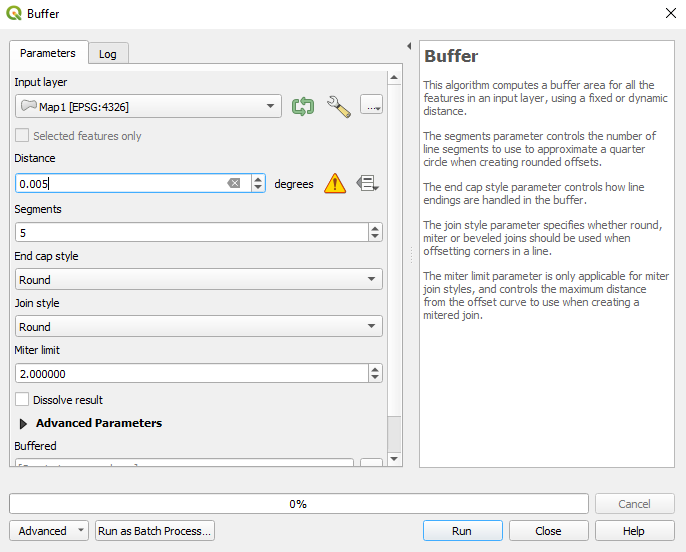 Buffer
Parameters
Log
Input layer
Map1 [EPSG:4326]
...
Selected features only
Distance
0.005
degrees
Segments
5
End cap style
Round
Join style
Round
Miter limit
2.000000
Dissolve result
Advanced Parameters
Buffered
0%
Cancel
Advanced
Run as Batch Process...
Run
Close
Help
Buffer
This algorithm computes a buffer area for all the
features in an input layer, using a fixed or dynamic
distance.
The segments parameter controls the number of
line segments to use to approximate a quarter
circle when creating rounded offsets.
The end cap style parameter controls how line
endings are handled in the buffer.
The join style parameter specifies whether round,
miter or beveled joins should be used when
offsetting corners in a line.
The miter limit parameter is only applicable for miter
join styles, and controls the maximum distance
from the offset curve to use when creating a
mitered join.